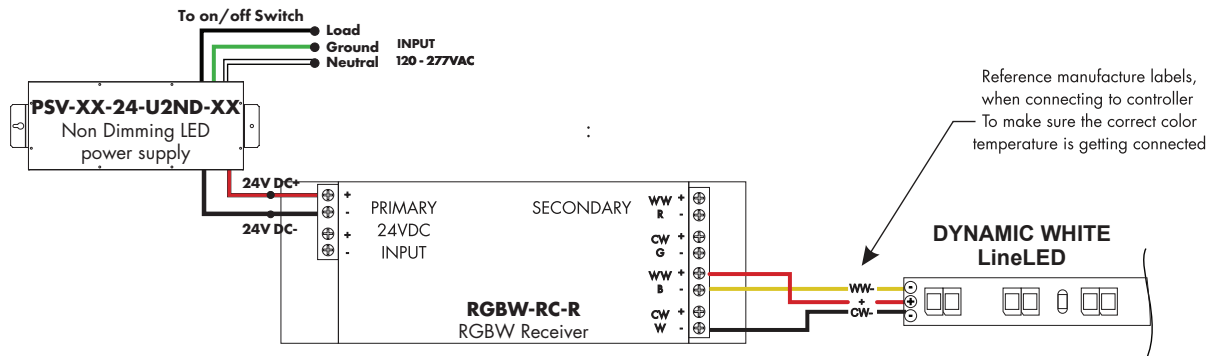 To on/off Switch
Load
Ground
Neutral
INPUT
120 - 277VAC
PSV-XX-24-U2ND-XX
Non Dimming LED
power supply
Reference manufacture labels,
when connecting to controller
To make sure the correct color
temperature is getting connected
:
24V DC+
24V DC-
+
-
+
-
PRIMARY
24VDC
INPUT
SECONDARY
WW +
R -
CW +
G -
WW +
B -
CW +
W -
RGBW-RC-R
RGBW Receiver
WW-
+
CW-
DYNAMIC WHITE
LineLED
-
+
-